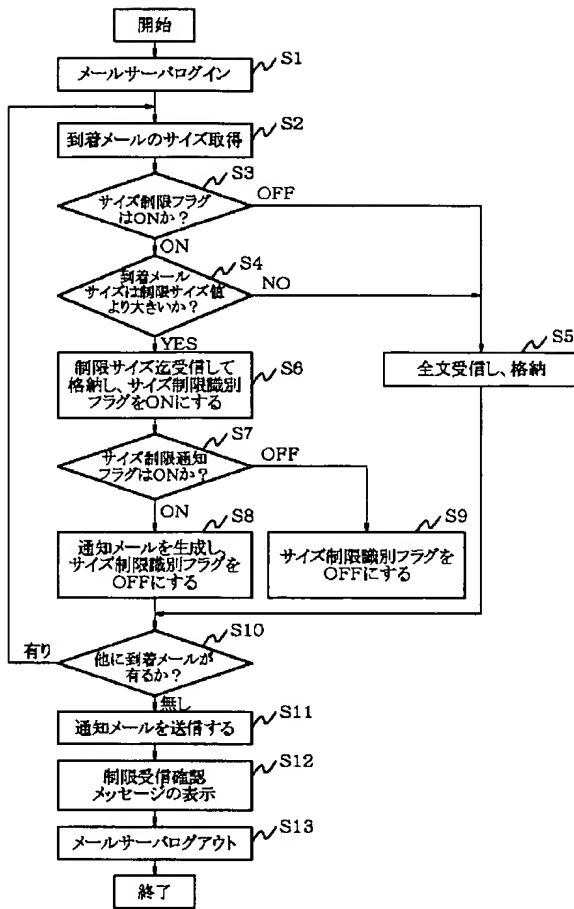 開始
メールサーバログイン
S1
到着メールのサイズ取得
S2
サイズ制限フラグ
はONか？
S3
OFF
ON
到着メール
サイズは制限サイズ値
より大きいか？
S4
NO
YES
全文受信し、格納
S5
制限サイズ迄受信して
格納し、サイズ制限識別
フラグをONにする
S6
サイズ制限通知
フラグはONか？
S7
OFF
ON
通知メールを生成し、
サイズ制限識別フラグを
OFFにする
S8
サイズ制限識別フラグを
OFFにする
S9
他に到着メールが
有るか？
S10
有り
無し
通知メールを送信する
S11
制限受信確認
メッセージの表示
S12
メールサーバログアウト
S13
終了